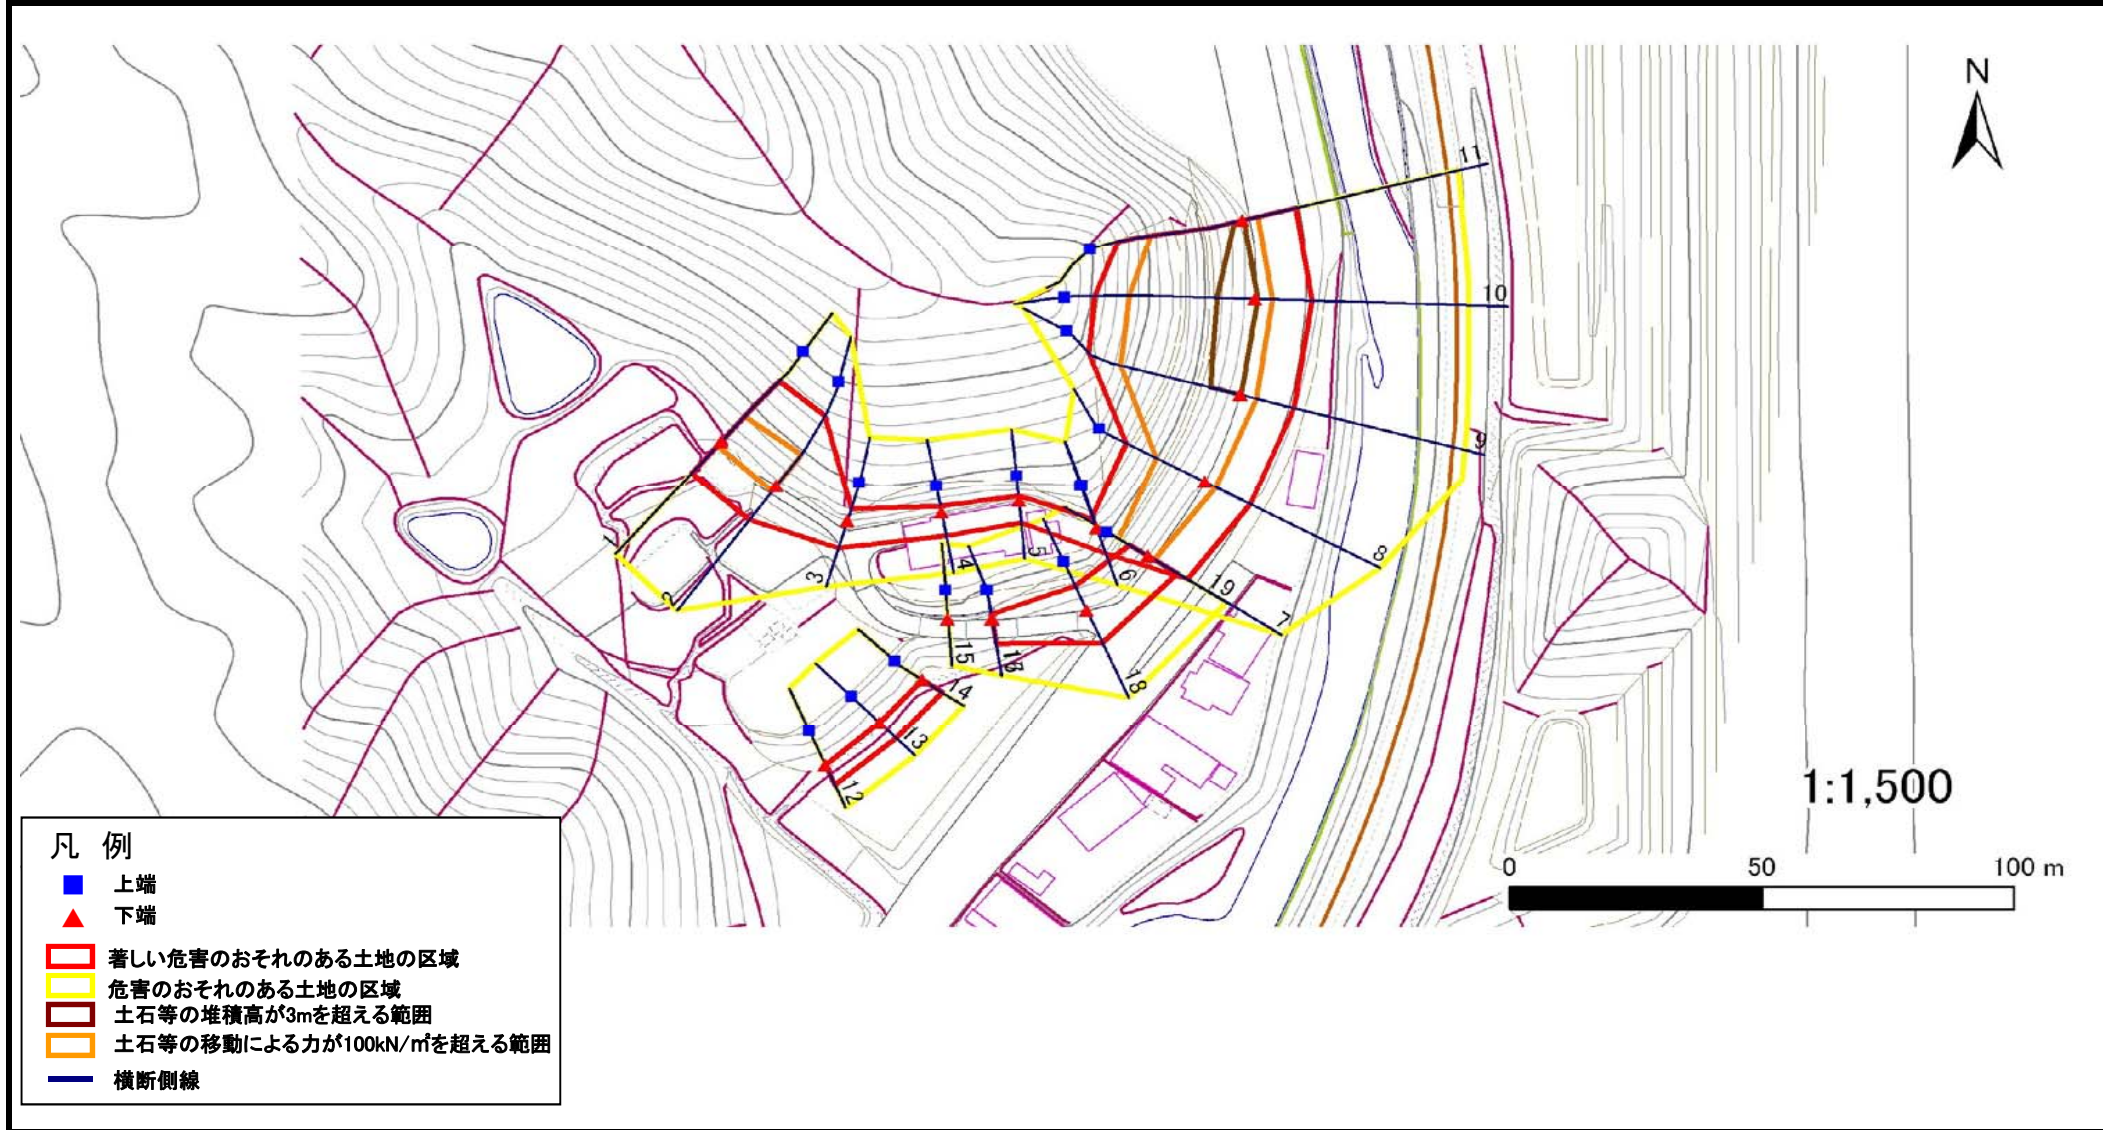 N
11
10
9
8
7
19
6
5
4
3
2
1
15
16
18
14
13
12
1:1,500
0 50 100 m
凡 例
上端
下端
著しい危害のおそれのある土地の区域
危害のおそれのある土地の区域
土石等の堆積高が3mを超える範囲
土石等の移動による力が100kN/㎡を超える範囲
横断側線